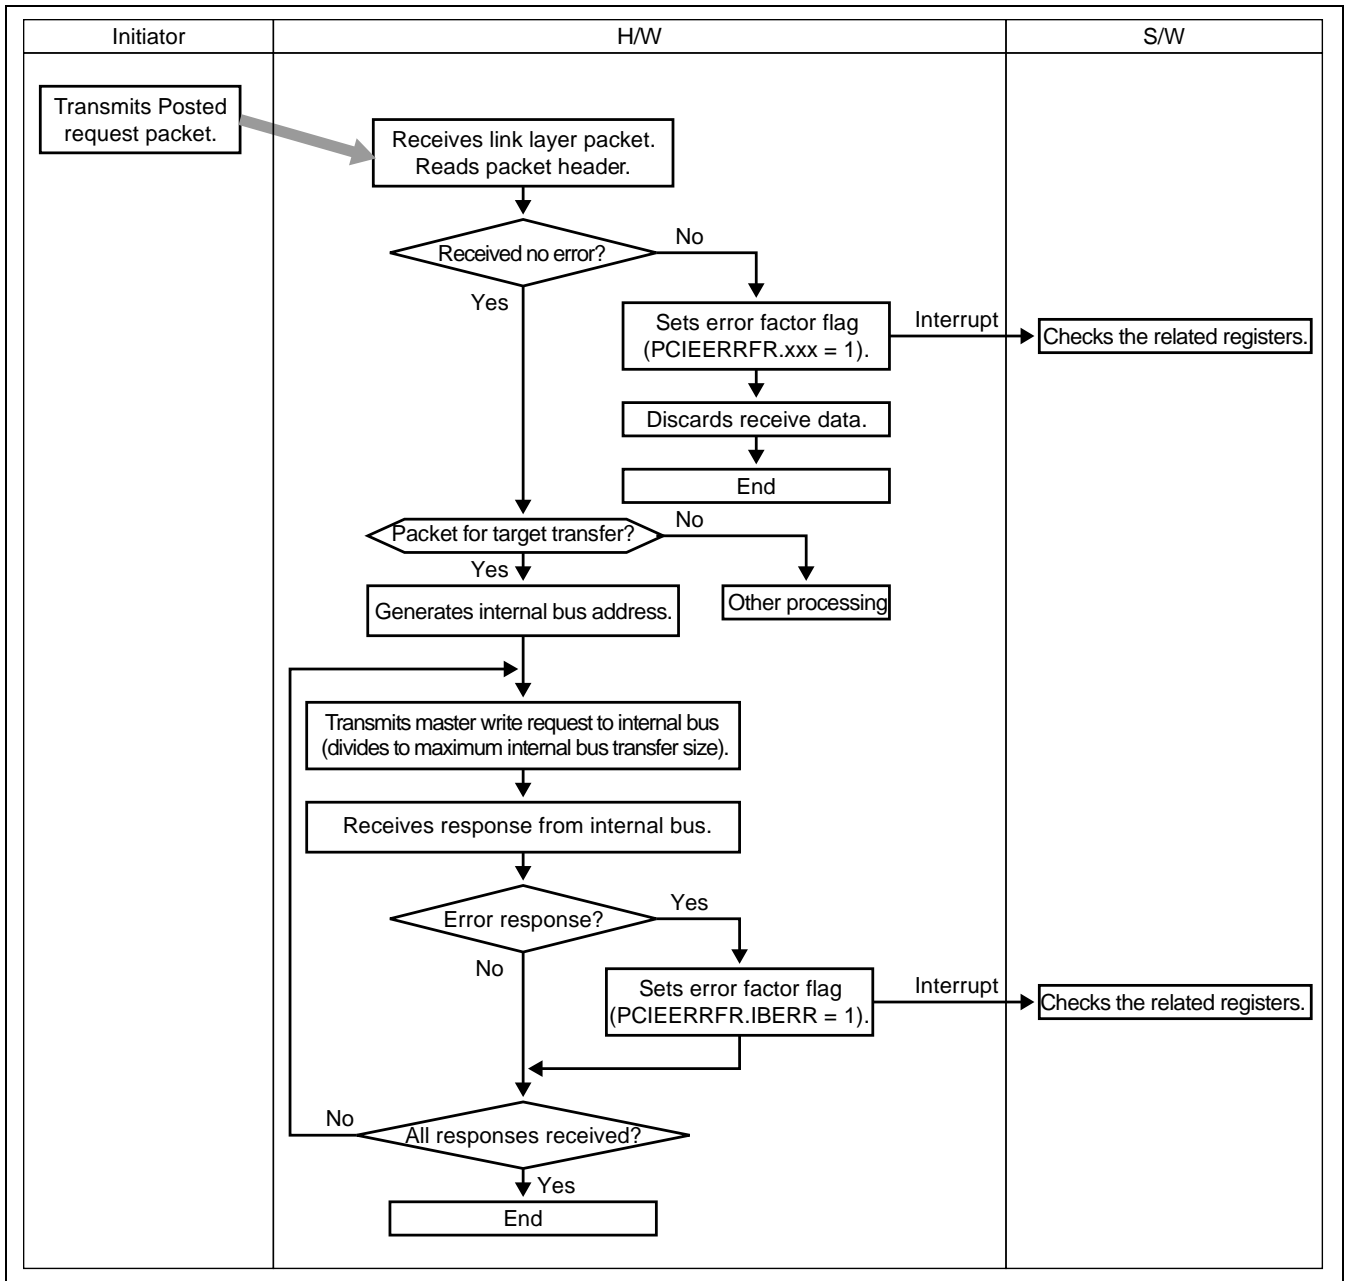 Initiator
H/W
S/W
Transmits Posted
request packet.
Receives link layer packet.
Reads packet header.
Received no error?
No
Yes
Sets error factor flag
(PCIEERRFR.xxx = 1).
Interrupt
Checks the related registers.
Discards receive data.
End
Packet for target transfer?
No
Yes
Generates internal bus address.
Other processing
Transmits master write request to internal bus
(divides to maximum internal bus transfer size).
Receives response from internal bus.
Error response?
Yes
No
Sets error factor flag
(PCIEERRFR.IBERR = 1).
Interrupt
Checks the related registers.
No
All responses received?
Yes
End